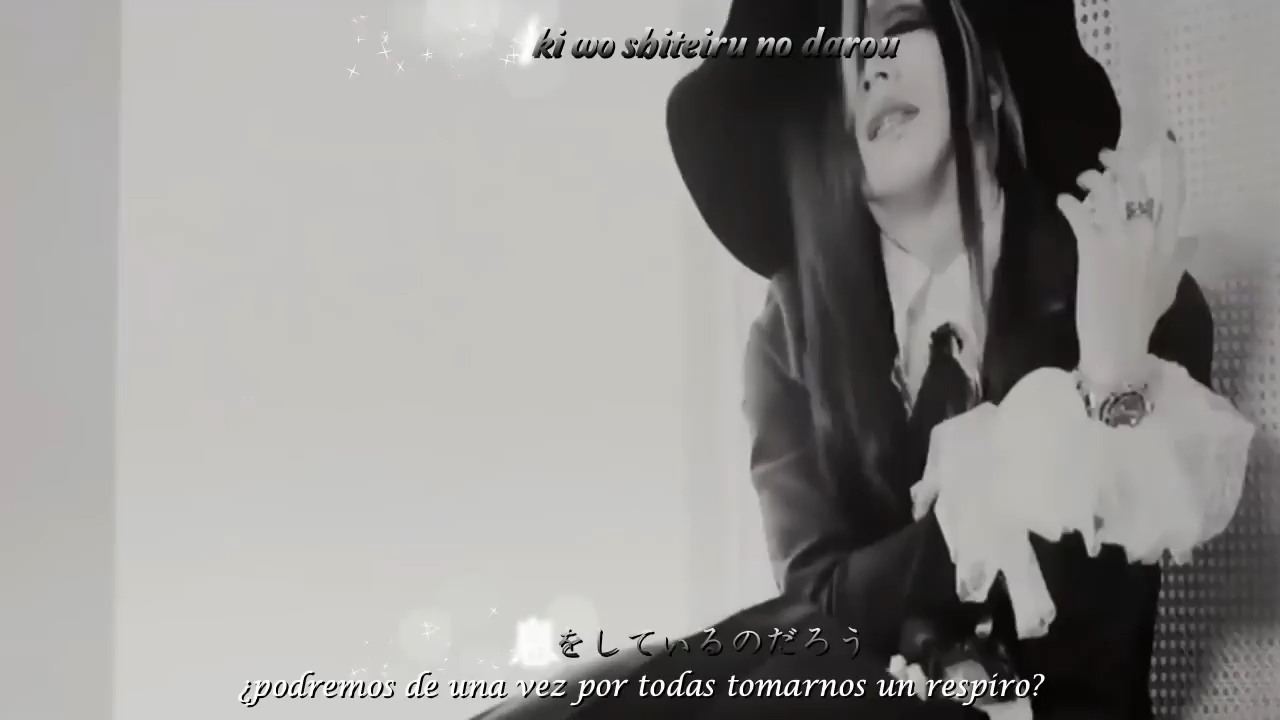 ki wo shiteiru no darou
息をしているのだろう
¿podremos de una vez por todas tomarnos un respiro?